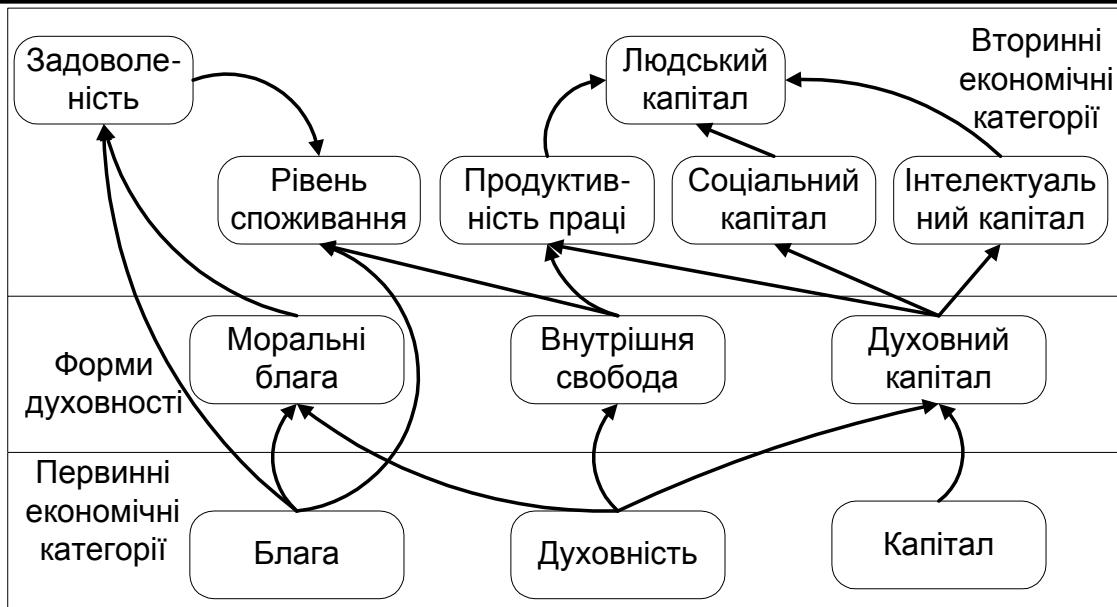 Задоволе-
ність
Людський
капітал
Вторинні
економічні
категорії
Рівень
споживання
Продуктив-
ність праці
Соціальний
капітал
Інтелектуаль
ний капітал
Форми
духовності
Моральні
блага
Внутрішня
свобода
Духовний
капітал
Первинні
економічні
категорії
Блага
Духовність
Капітал